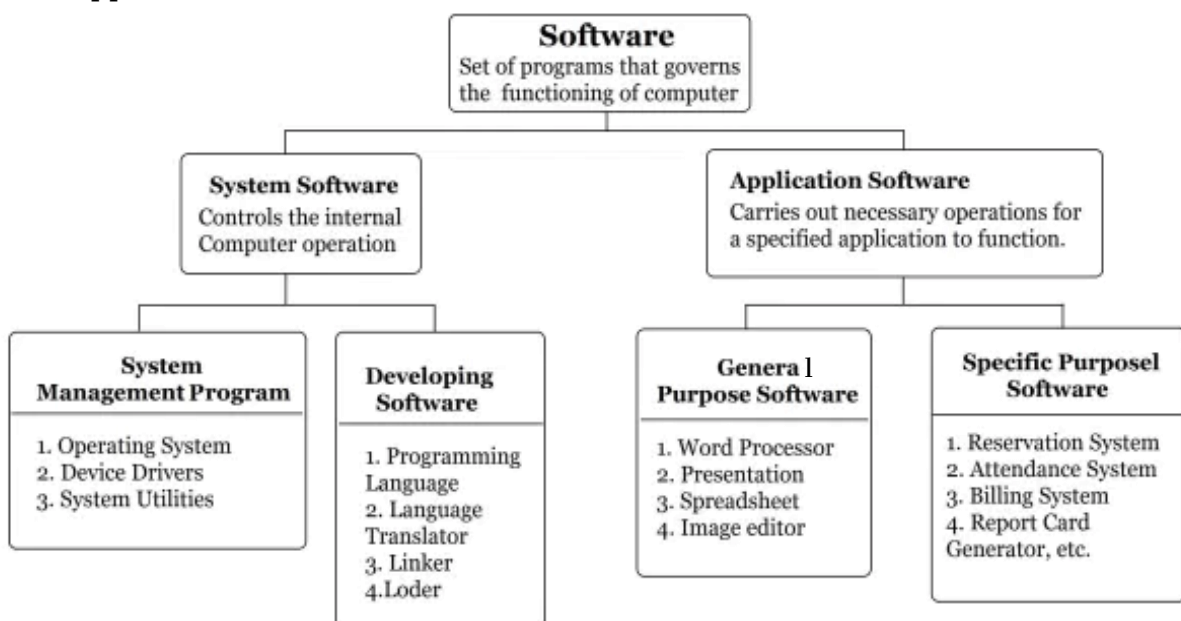 Software
Set of programs that governs
the functioning of computer
System Software
Controls the internal
Computer operation
Application Software
Carries out necessary operations for
a specified application to function.
System
Management Program
1. Operating System
2. Device Drivers
3. System Utilities
Developing
Software
1. Programming
Language
2. Language
Translator
3. Linker
4.Loder
Genera l
Purpose Software
1. Word Processor
2. Presentation
3. Spreadsheet
4. Image editor
Specific Purposel
Software
1. Reservation System
2. Attendance System
3. Billing System
4. Report Card
Generator, etc.